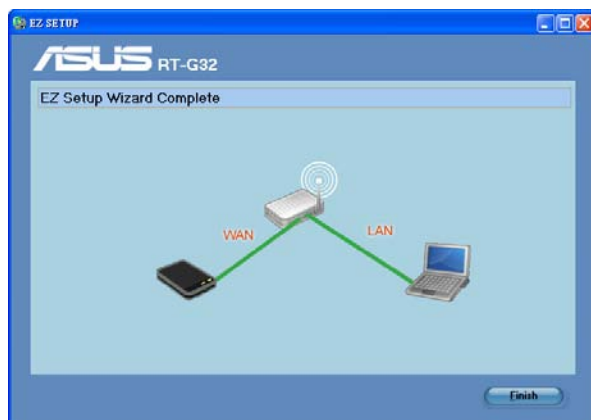 EZ SETUP
ASUS RT-G32
EZ Setup Wizard Complete
WAN
LAN
Finish